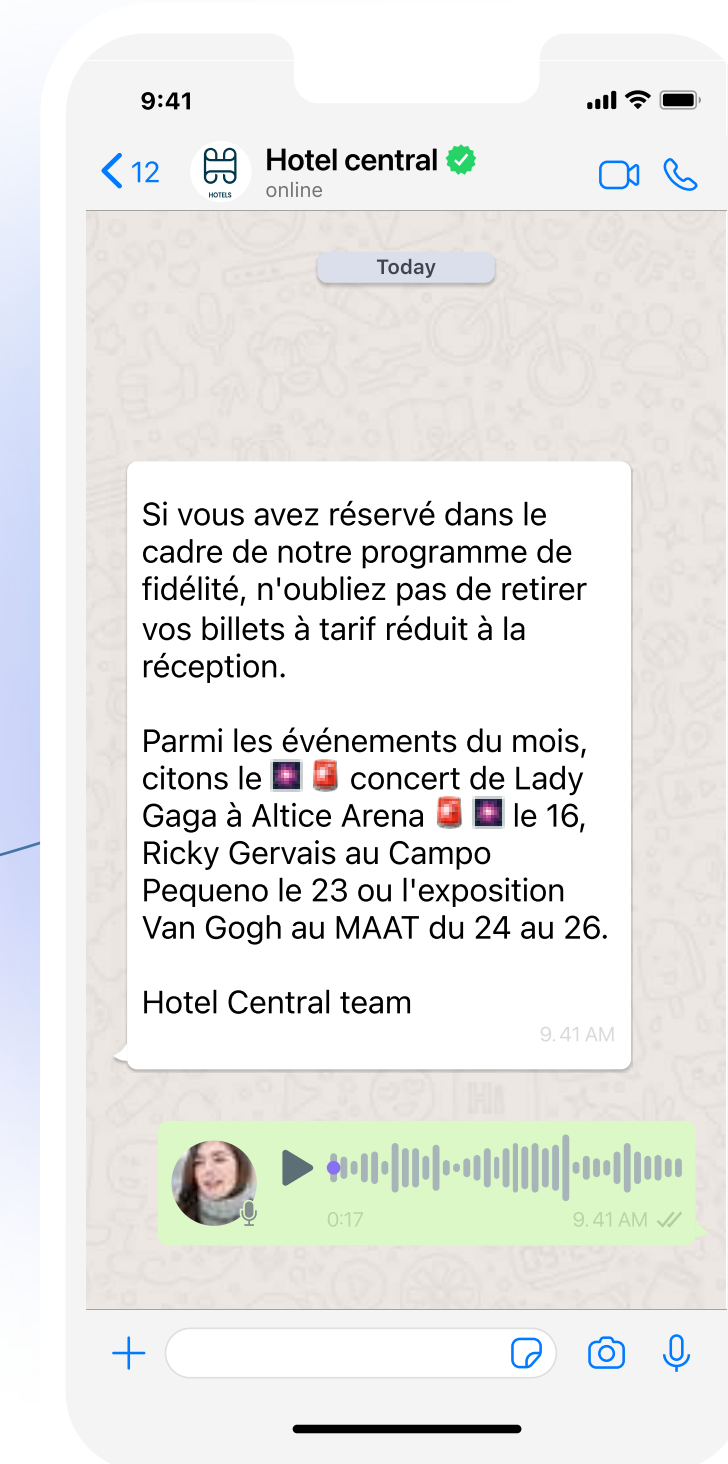 9:41
12
HOTELS
Hotel central
online
Today
Si vous avez réservé dans le
cadre de notre programme de
fidélité, n'oubliez pas de retirer
vos billets à tarif réduit à la
réception.
Parmi les événements du mois,
citons le 🎆 🚨 concert de Lady
Gaga à Altice Arena 🚨 🎆 le 16,
Ricky Gervais au Campo
Pequeno le 23 ou l'exposition
Van Gogh au MAAT du 24 au 26.
Hotel Central team
9.41 AM
0:17
9.41 AM
Hi